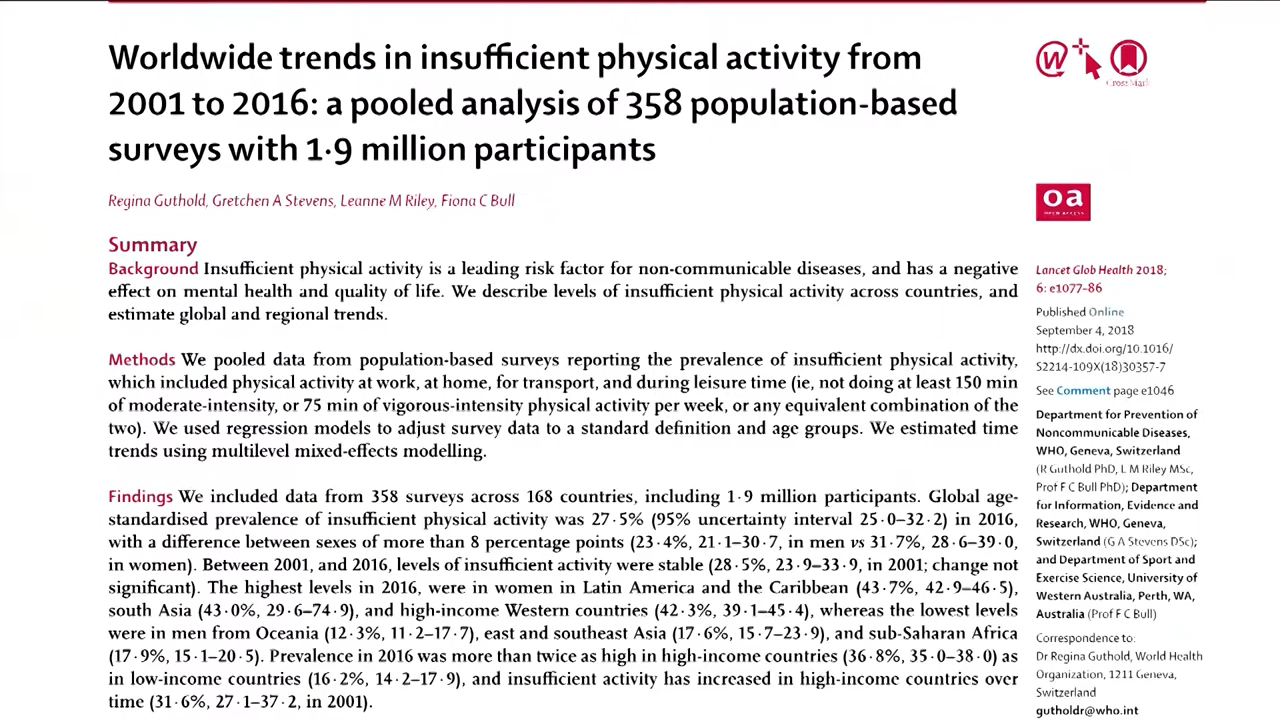 Worldwide trends in insufficient physical activity from
2001 to 2016: a pooled analysis of 358 population-based
surveys with 1·9 million participants
Regina Guthold, Gretchen A Stevens, Leanne M Riley, Fiona C Bull
Summary
Background Insufficient physical activity is a leading risk factor for non-communicable diseases, and has a negative
effect on mental health and quality of life. We describe levels of insufficient physical activity across countries, and
estimate global and regional trends.
Methods We pooled data from population-based surveys reporting the prevalence of insufficient physical activity,
which included physical activity at work, at home, for transport, and during leisure time (ie, not doing at least 150 min
of moderate-intensity, or 75 min of vigorous-intensity physical activity per week, or any equivalent combination of the
two). We used regression models to adjust survey data to a standard definition and age groups. We estimated time
trends using multilevel mixed-effects modelling.
Findings We included data from 358 surveys across 168 countries, including 1·9 million participants. Global age-
standardised prevalence of insufficient physical activity was 27·5% (95% uncertainty interval 25·0–32·2) in 2016,
with a difference between sexes of more than 8 percentage points (23·4%, 21·1–30·7, in men vs 31·7%, 28·6–39·0,
in women). Between 2001, and 2016, levels of insufficient activity were stable (28·5%, 23·9–33·9, in 2001; change not
significant). The highest levels in 2016, were in women in Latin America and the Caribbean (43·7%, 42·9–46·5),
south Asia (43·0%, 29·6–74·9), and high-income Western countries (42·3%, 39·1–45·4), whereas the lowest levels
were in men from Oceania (12·3%, 11·2–17·7), east and southeast Asia (17·6%, 15·7–23·9), and sub-Saharan Africa
(17·9%, 15·1–20·5). Prevalence in 2016 was more than twice as high in high-income countries (36·8%, 35·0–38·0) as
in low-income countries (16·2%, 14·2–17·9), and insufficient activity has increased in high-income countries over
time (31·6%, 27·1–37·2, in 2001).
W
CrossMark
oa
OPEN ACCESS
Lancet Glob Health 2018;
6: e1077–86
Published Online
September 4, 2018
http://dx.doi.org/10.1016/
S2214-109X(18)30357-7
See Comment page e1046
Department for Prevention of
Noncommunicable Diseases,
WHO, Geneva, Switzerland
(R Guthold PhD, L M Riley MSc,
Prof F C Bull PhD); Department
for Information, Evidence and
Research, WHO, Geneva,
Switzerland (G A Stevens DSc);
and Department of Sport and
Exercise Science, University of
Western Australia, Perth, WA,
Australia (Prof F C Bull)
Correspondence to:
Dr Regina Guthold, World Health
Organization, 1211 Geneva,
Switzerland
gutholdr@who.int